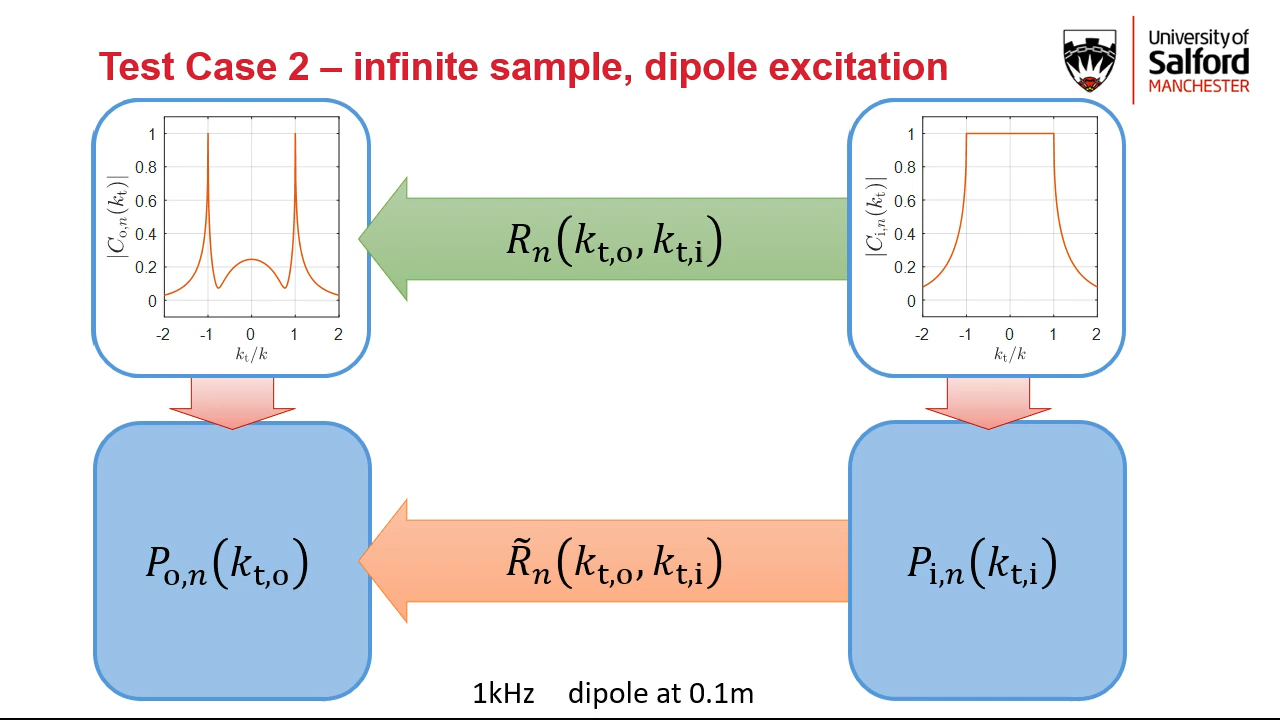 Test Case 2 – infinite sample, dipole excitation
University of
Salford
MANCHESTER
|C_{o,n}(k_t)|
1
0.8
0.6
0.4
0.2
0
-2 -1 0 1 2
k_t/k
R_n(k_{t,o}, k_{t,i})
|C_{i,n}(k_t)|
1
0.8
0.6
0.4
0.2
0
-2 -1 0 1 2
k_t/k
P_{o,n}(k_{t,o})
R̃_n(k_{t,o}, k_{t,i})
P_{i,n}(k_{t,i})
1kHz dipole at 0.1m